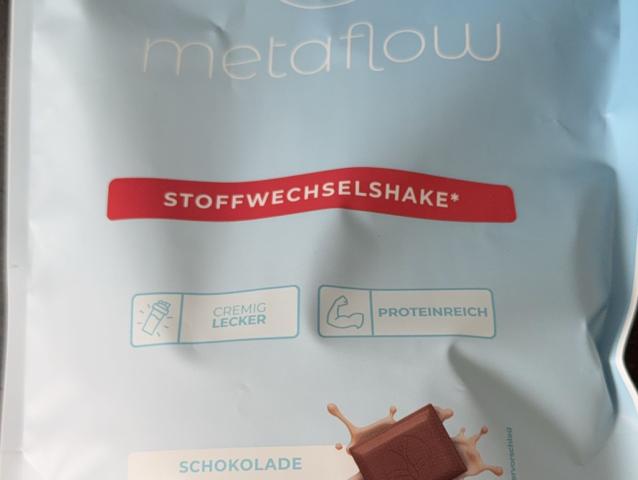 metaflow
STOFFWECHSELSHAKE*
CREMIG
LECKER
PROTEINREICH
SCHOKOLADE